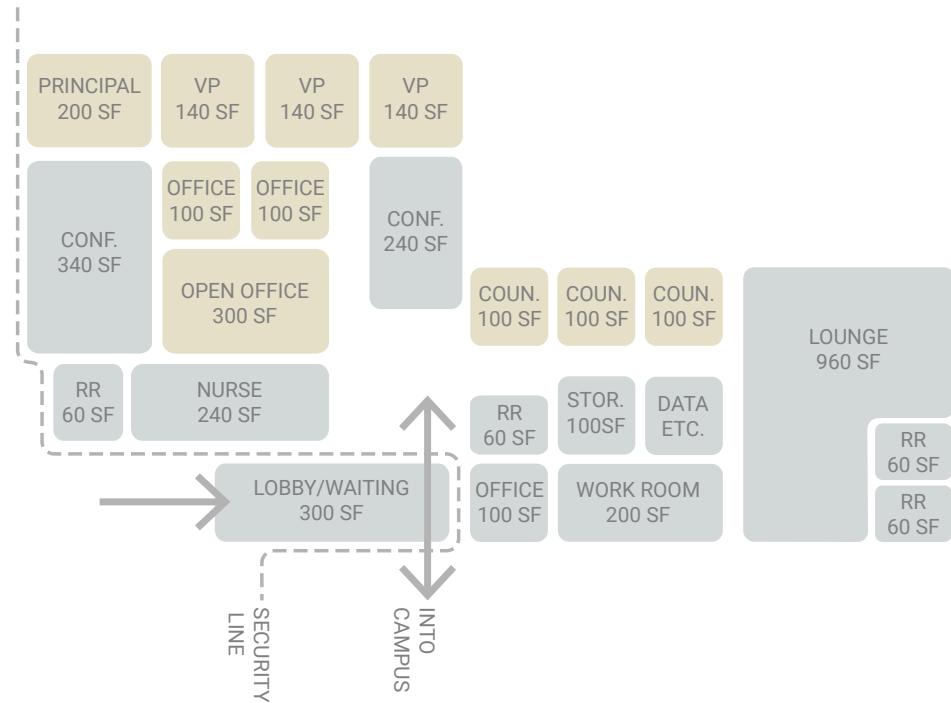 PRINCIPAL
200 SF
VP
140 SF
VP
140 SF
VP
140 SF
CONF.
340 SF
OFFICE
100 SF
OFFICE
100 SF
CONF.
240 SF
OPEN OFFICE
300 SF
COUN.
100 SF
COUN.
100 SF
COUN.
100 SF
LOUNGE
960 SF
RR
60 SF
NURSE
240 SF
RR
60 SF
STOR.
100SF
DATA
ETC.
RR
60 SF
LOBBY/WAITING
300 SF
OFFICE
100 SF
WORK ROOM
200 SF
RR
60 SF
SECURITY
LINE
INTO
CAMPUS